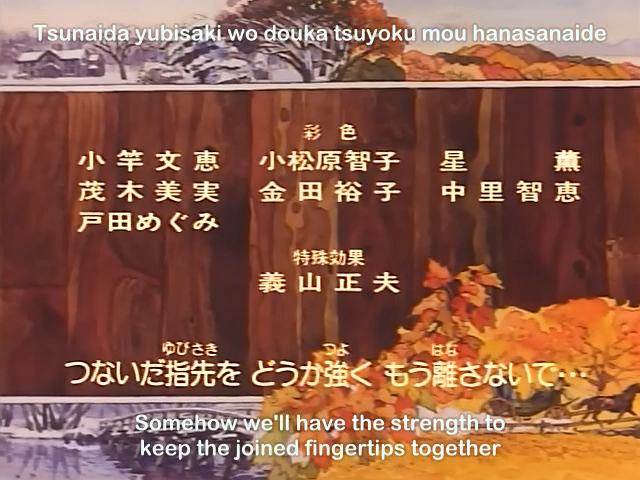 Tsunaida yubisaki wo douka tsuyoku mou hanasanaide
彩 色
小竿文恵 小松原智子 星 薫
茂木美実 金田裕子 中里智恵
戸田めぐみ
特殊効果
義山正夫
ゆびさき つよ はな
つないだ指先を どうか強く もう離さないで…
Somehow we'll have the strength to
keep the joined fingertips together